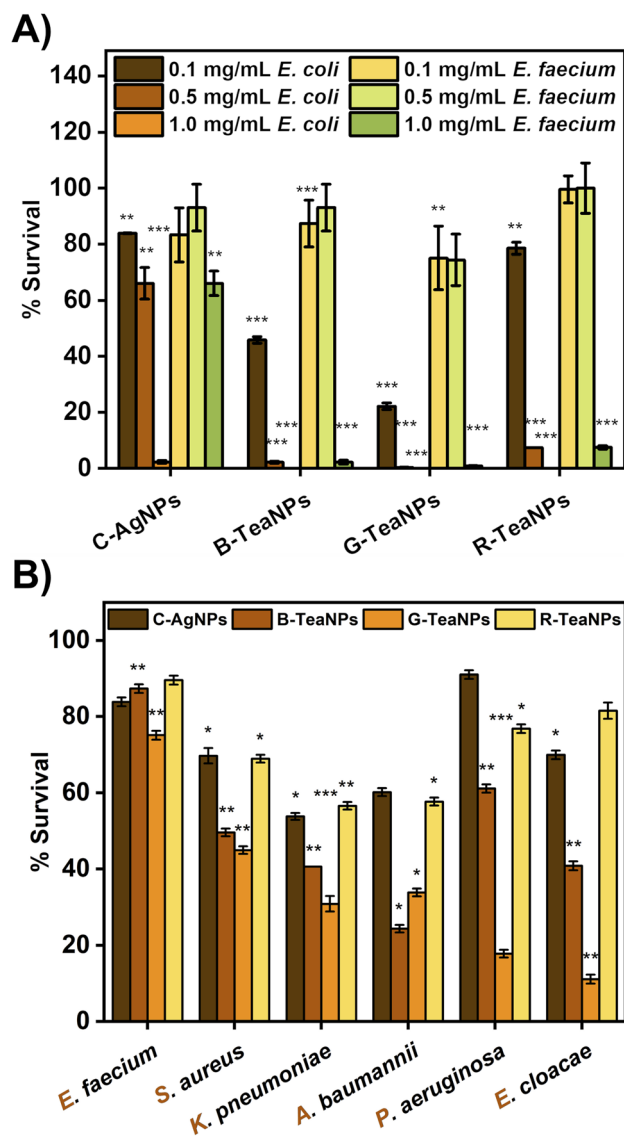 A)
0.1 mg/mL E. coli 0.1 mg/mL E. faecium
0.5 mg/mL E. coli 0.5 mg/mL E. faecium
1.0 mg/mL E. coli 1.0 mg/mL E. faecium
% Survival
140
120
100
80
60
40
20
0
** ** *** ** *** *** *** *** *** ** *** *** *** *** ** *** *** ***
C-AgNPs B-TeaNPs G-TeaNPs R-TeaNPs
B)
C-AgNPs B-TeaNPs G-TeaNPs R-TeaNPs
% Survival
100
80
60
40
20
0
** ** * ** ** * * ** *** ** * * * ** *** * * ** **
E. faecium S. aureus K. pneumoniae A. baumannii P. aeruginosa E. cloacae